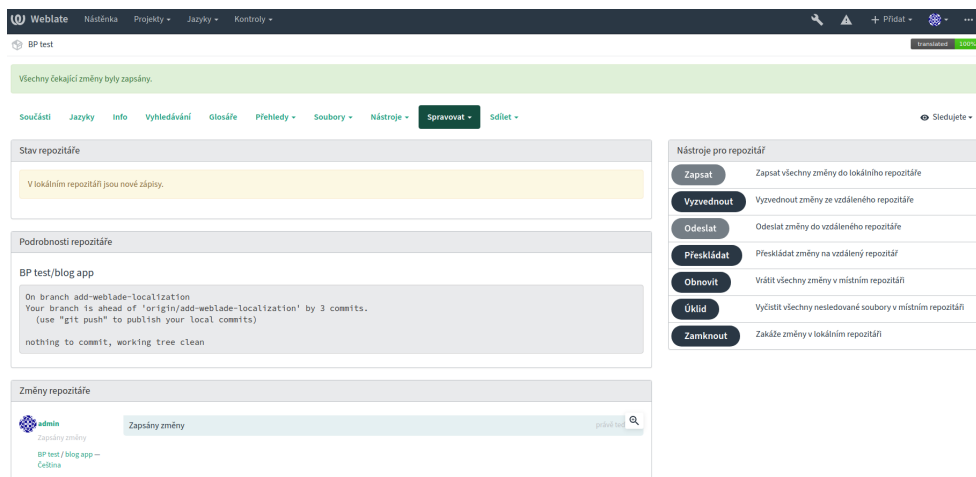 Weblate Nástěnka Projekty Jazyky Kontroly + Přidat
BP test translated 100%
Všechny čekající změny byly zapsány.
Součásti Jazyky Info Vyhledávání Glosáře Přehledy Soubory Nástroje Spravovat Sdílet Sledujete
Stav repozitáře
V lokálním repozitáři jsou nové zápisy.
Podrobnosti repozitáře
BP test/blog app
On branch add-weblade-localization
Your branch is ahead of 'origin/add-weblade-localization' by 3 commits.
(use "git push" to publish your local commits)
nothing to commit, working tree clean
Změny repozitáře
admin
Zapsány změny
BP test / blog app —
Čeština
Zapsány změny
právě teď
Nástroje pro repozitář
Zapsat Zapsat všechny změny do lokálního repozitáře
Vyzvednout Vyzvednout změny ze vzdáleného repozitáře
Odeslat Odeslat změny do vzdáleného repozitáře
Přeskládat Přeskládat změny na vzdálený repozitář
Obnovit Vrátit všechny změny v místním repozitáři
Úklid Vyčistit všechny nesledované soubory v místním repozitáři
Zamknout Zakáže změny v lokálním repozitáři